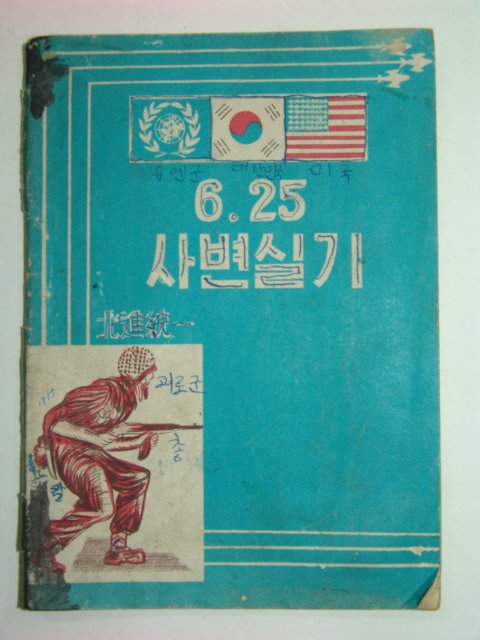 유엔군 대한민국 미국
6.25
사변실기
北進統一
괴로군
총